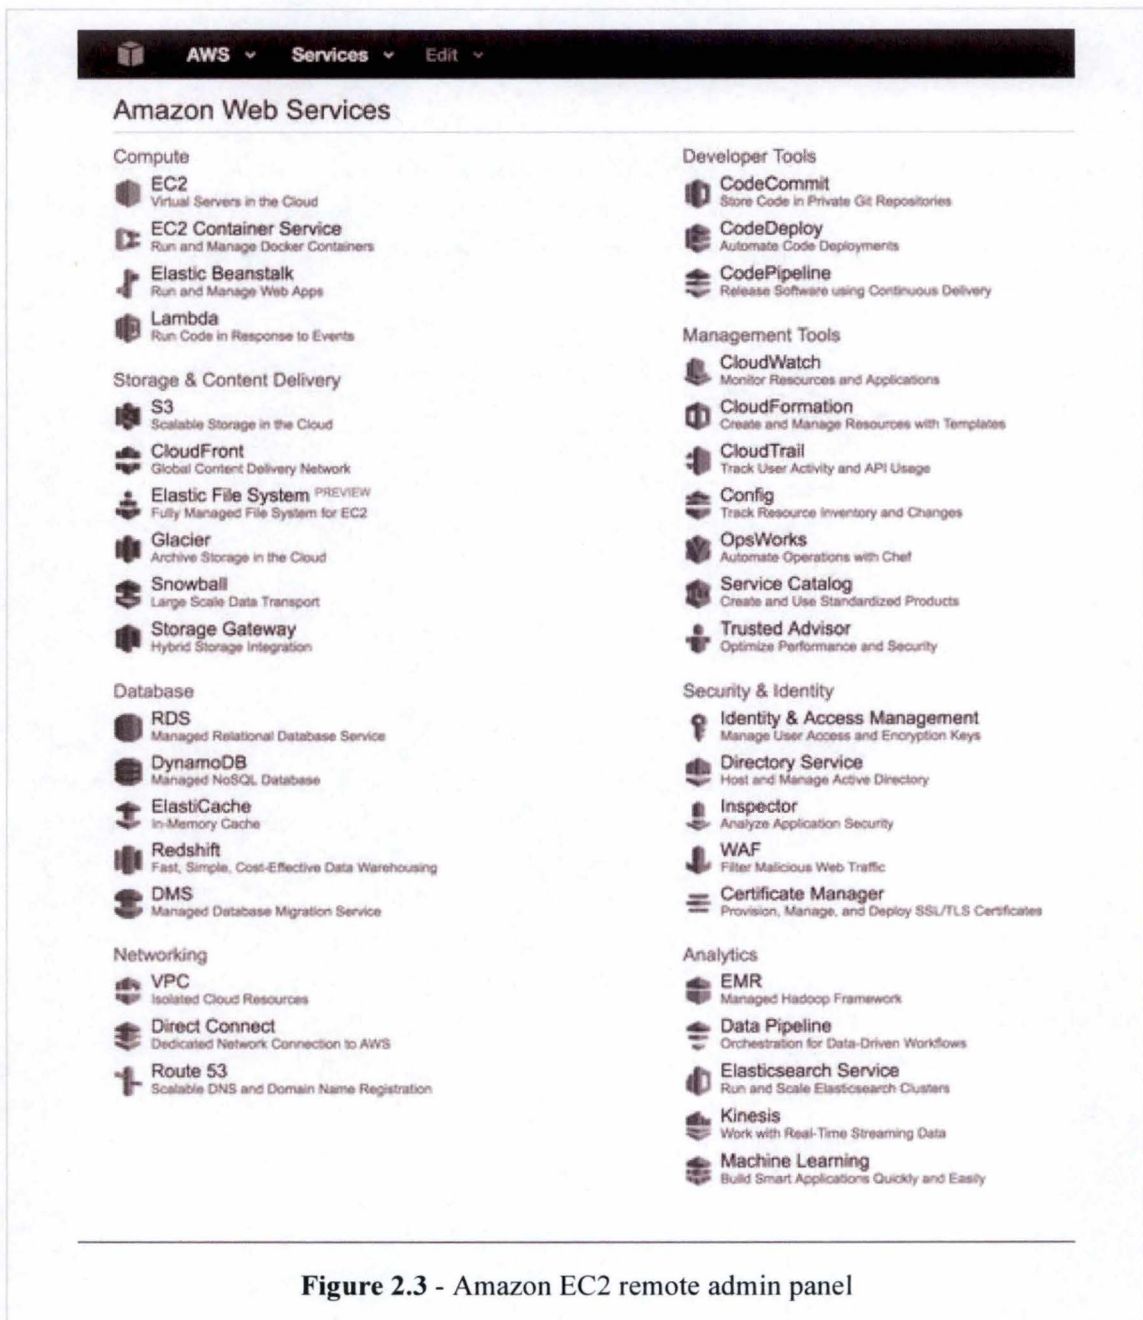 AWS Services Edit
Amazon Web Services
Compute
EC2
Virtual Servers in the Cloud
EC2 Container Service
Run and Manage Docker Containers
Elastic Beanstalk
Run and Manage Web Apps
Lambda
Run Code in Response to Events
Storage & Content Delivery
S3
Scalable Storage in the Cloud
CloudFront
Global Content Delivery Network
Elastic File System PREVIEW
Fully Managed File System for EC2
Glacier
Archive Storage in the Cloud
Snowball
Large Scale Data Transport
Storage Gateway
Hybrid Storage Integration
Database
RDS
Managed Relational Database Service
DynamoDB
Managed NoSQL Database
ElastiCache
In-Memory Cache
Redshift
Fast, Simple, Cost-Effective Data Warehousing
DMS
Managed Database Migration Service
Networking
VPC
Isolated Cloud Resources
Direct Connect
Dedicated Network Connection to AWS
Route 53
Scalable DNS and Domain Name Registration
Developer Tools
CodeCommit
Store Code in Private Git Repositories
CodeDeploy
Automate Code Deployments
CodePipeline
Release Software using Continuous Delivery
Management Tools
CloudWatch
Monitor Resources and Applications
CloudFormation
Create and Manage Resources with Templates
CloudTrail
Track User Activity and API Usage
Config
Track Resource Inventory and Changes
OpsWorks
Automate Operations with Chef
Service Catalog
Create and Use Standardized Products
Trusted Advisor
Optimize Performance and Security
Security & Identity
Identity & Access Management
Manage User Access and Encryption Keys
Directory Service
Host and Manage Active Directory
Inspector
Analyze Application Security
WAF
Filter Malicious Web Traffic
Certificate Manager
Provision, Manage, and Deploy SSL/TLS Certificates
Analytics
EMR
Managed Hadoop Framework
Data Pipeline
Orchestration for Data-Driven Workflows
Elasticsearch Service
Run and Scale Elasticsearch Clusters
Kinesis
Work with Real-Time Streaming Data
Machine Learning
Build Smart Applications Quickly and Easily
Figure 2.3 - Amazon EC2 remote admin panel